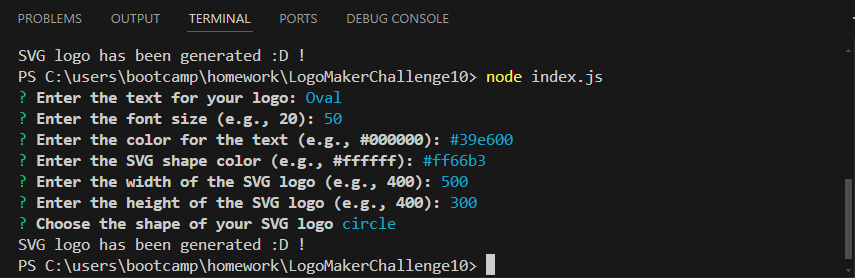 PROBLEMS OUTPUT TERMINAL PORTS DEBUG CONSOLE
SVG logo has been generated :D !
PS C:\users\bootcamp\homework\LogoMakerChallenge10> node index.js
? Enter the text for your logo: Oval
? Enter the font size (e.g., 20): 50
? Enter the color for the text (e.g., #000000): #39e600
? Enter the SVG shape color (e.g., #ffffff): #ff66b3
? Enter the width of the SVG logo (e.g., 400): 500
? Enter the height of the SVG logo (e.g., 400): 300
? Choose the shape of your SVG logo circle
SVG logo has been generated :D !
PS C:\users\bootcamp\homework\LogoMakerChallenge10>